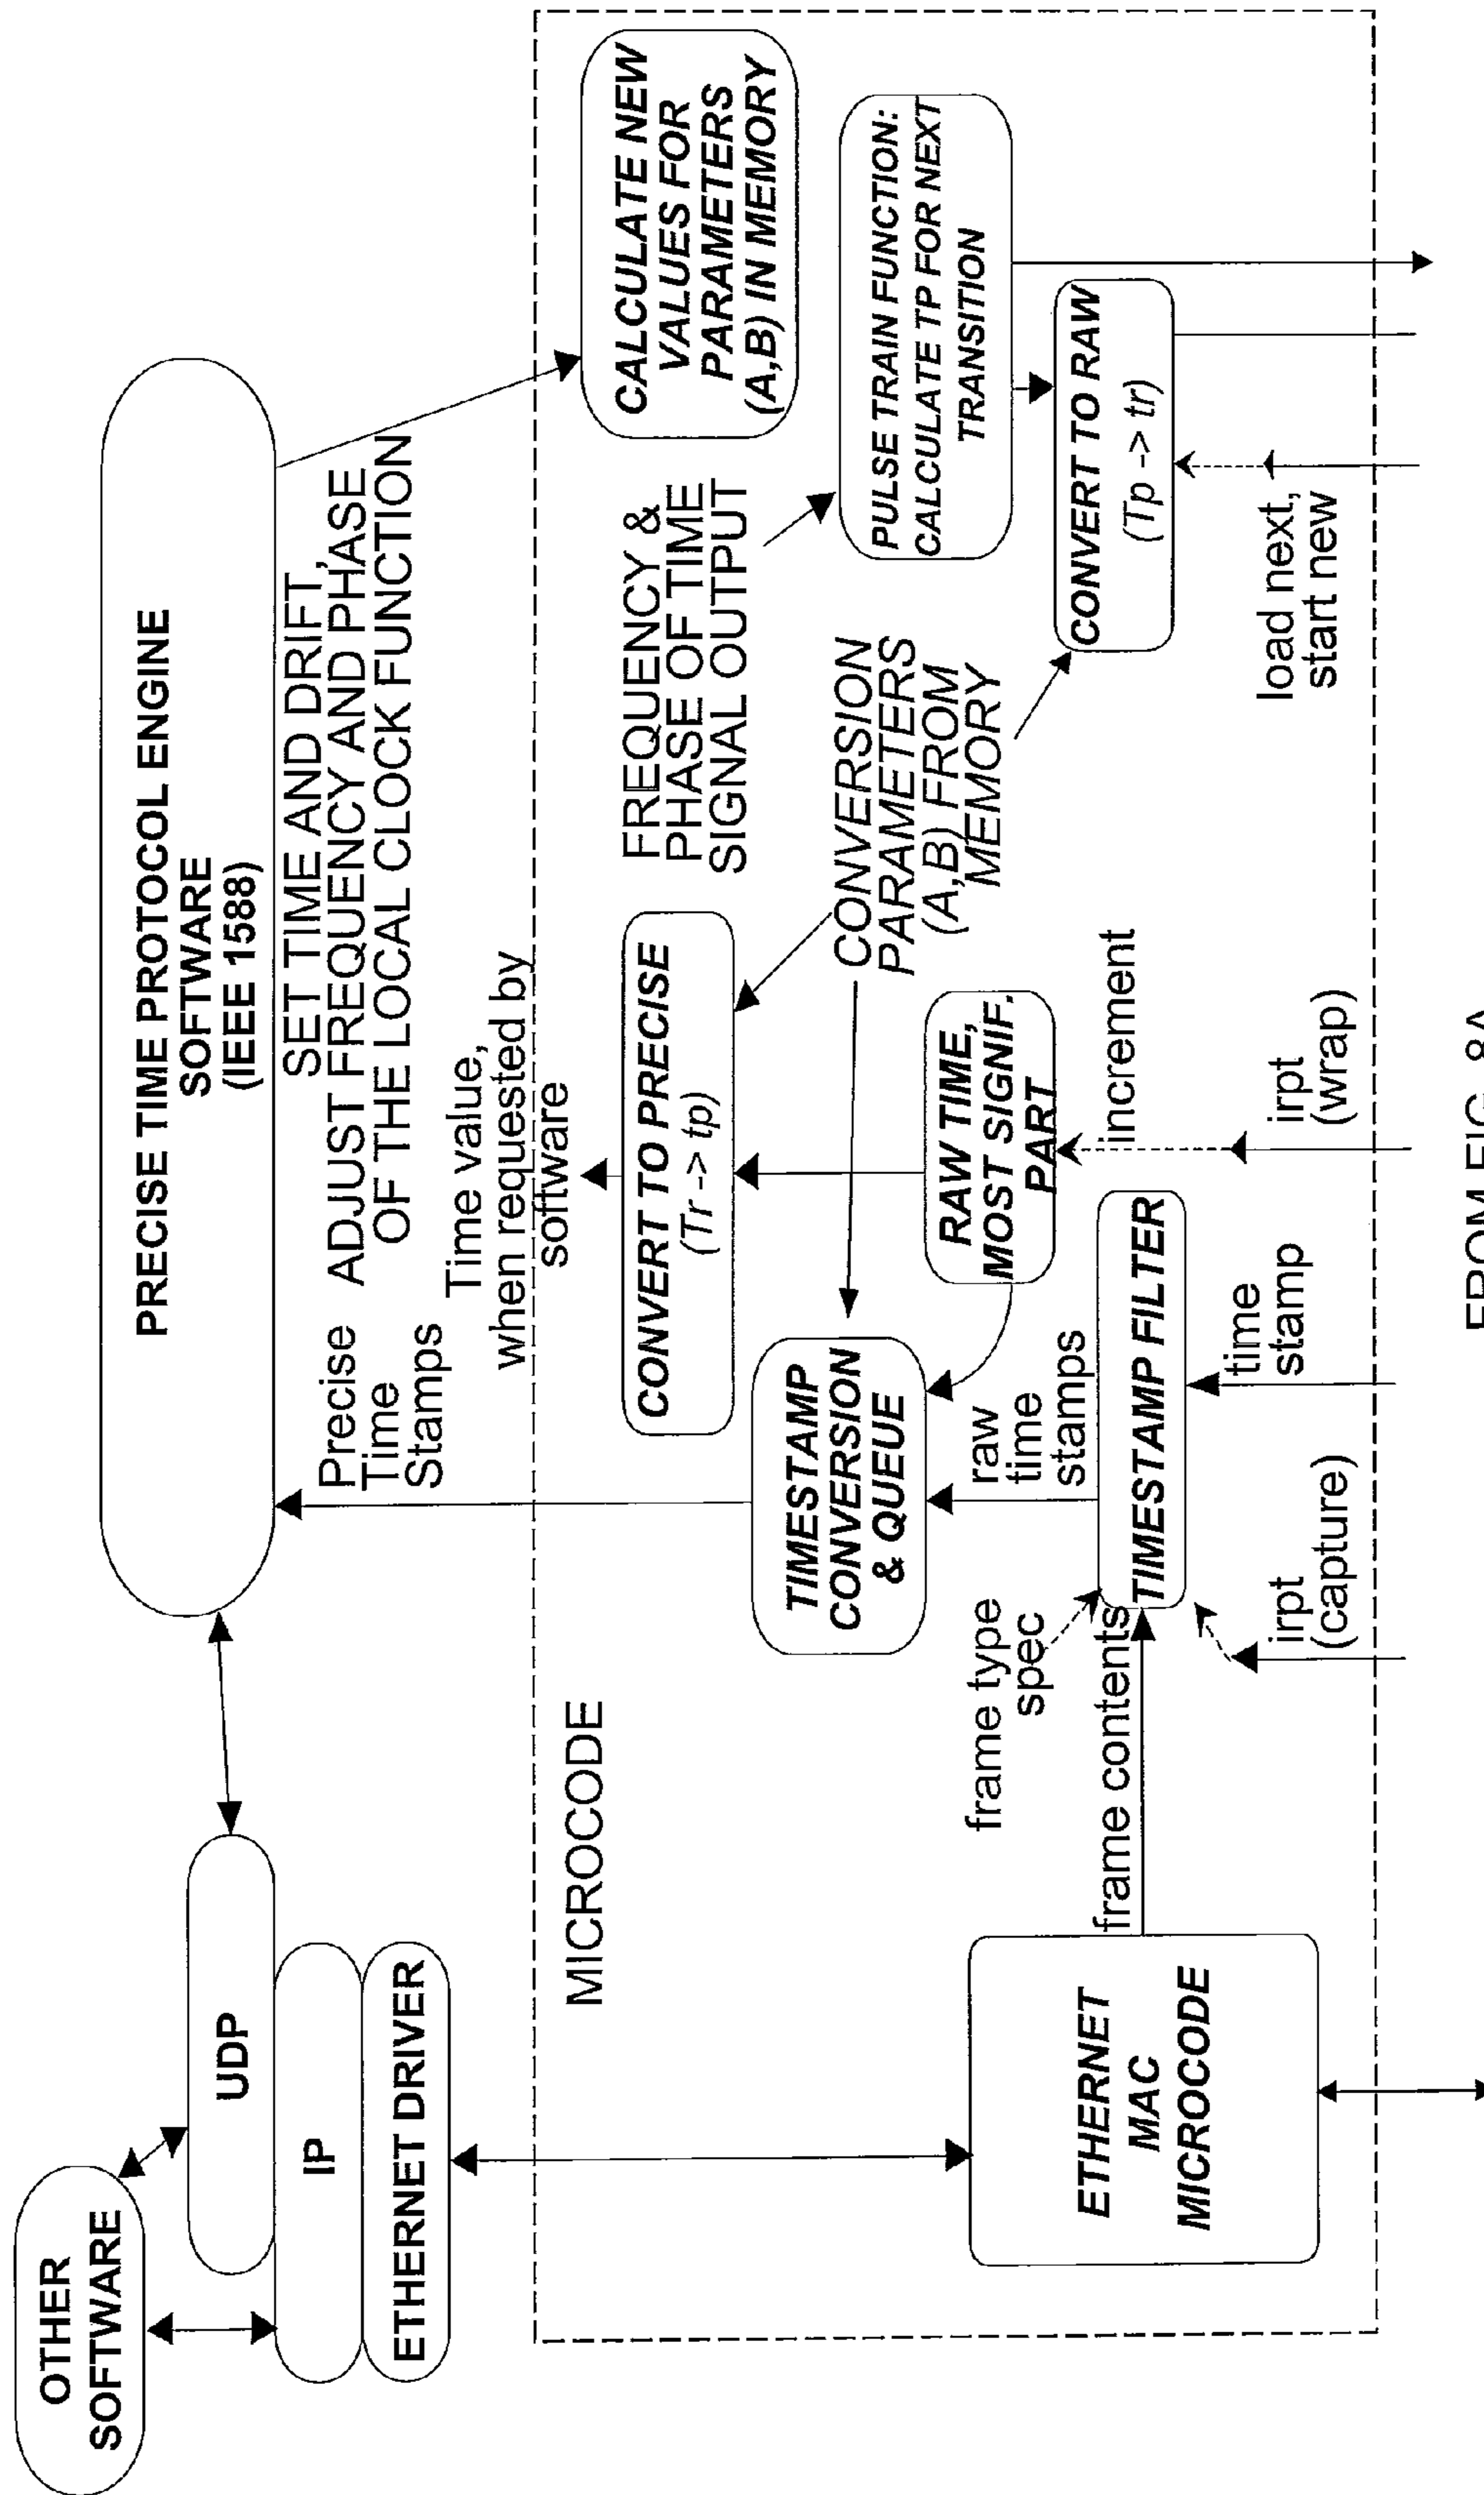 OTHER
SOFTWARE
UDP
IP
ETHERNET DRIVER
PRECISE TIME PROTOCOL ENGINE
SOFTWARE
(IEEE 1588)
SET TIME AND DRIFT,
ADJUST FREQUENCY AND PHASE
OF THE LOCAL CLOCK FUNCTION
Precise
Time
Stamps
Time value,
when requested by
software
MICROCODE
CONVERT TO PRECISE
(Tr -> tp)
FREQUENCY &
PHASE OF TIME
SIGNAL OUTPUT
CALCULATE NEW
VALUES FOR
PARAMETERS
(A,B) IN MEMORY
TIMESTAMP
CONVERSION
& QUEUE
CONVERSION
PARAMETERS
(A,B) FROM
MEMORY
PULSE TRAIN FUNCTION:
CALCULATE TP FOR NEXT
TRANSITION
RAW TIME,
MOST SIGNIF.
PART
raw
time
stamps
frame type
spec
frame contents
ETHERNET
MAC
MICROCODE
TIMESTAMP FILTER
increment
CONVERT TO RAW
(Tp -> tr)
irpt
(capture)
time
stamp
irpt
(wrap)
load next,
start new